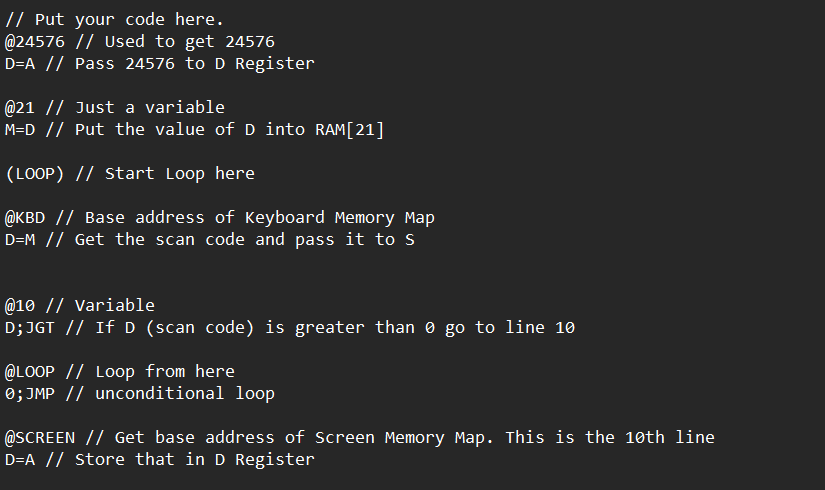 // Put your code here.
@24576 // Used to get 24576
D=A // Pass 24576 to D Register
@21 // Just a variable
M=D // Put the value of D into RAM[21]
(LOOP) // Start Loop here
@KBD // Base address of Keyboard Memory Map
D=M // Get the scan code and pass it to S
@10 // Variable
D;JGT // If D (scan code) is greater than 0 go to line 10
@LOOP // Loop from here
0;JMP // unconditional loop
@SCREEN // Get base address of Screen Memory Map. This is the 10th line
D=A // Store that in D Register